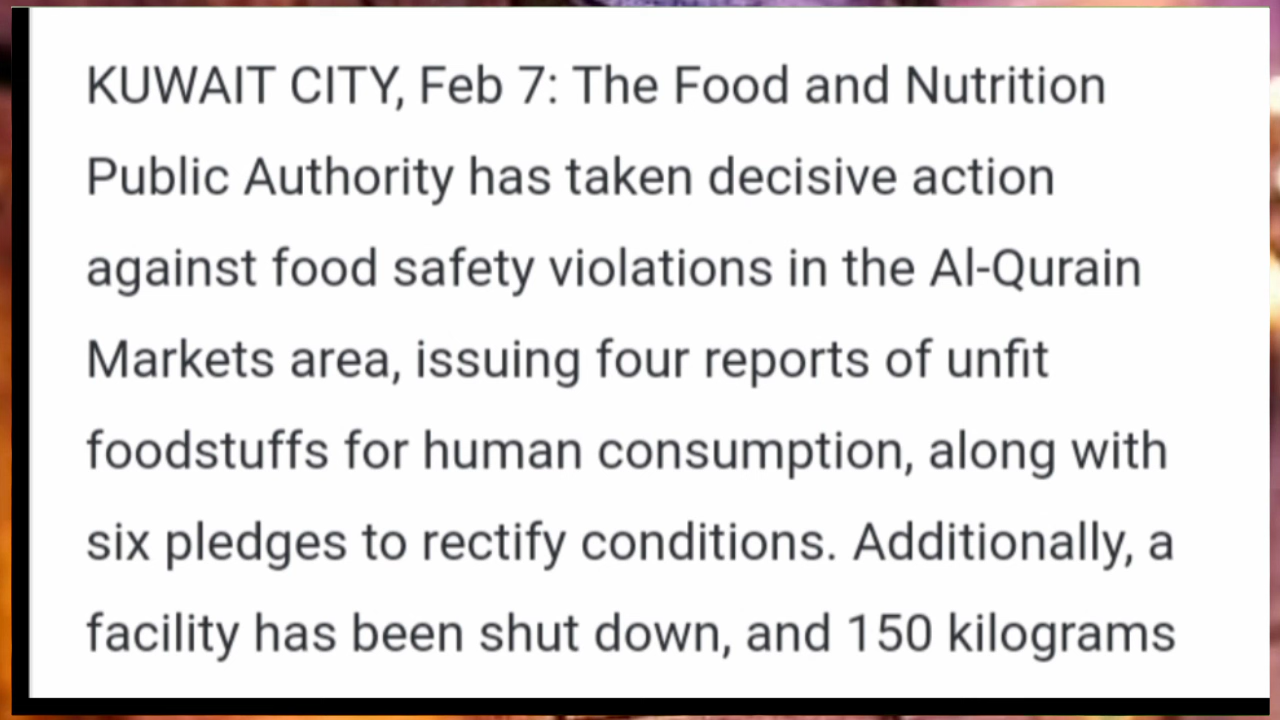 KUWAIT CITY, Feb 7: The Food and Nutrition
Public Authority has taken decisive action
against food safety violations in the Al-Qurain
Markets area, issuing four reports of unfit
foodstuffs for human consumption, along with
six pledges to rectify conditions. Additionally, a
facility has been shut down, and 150 kilograms